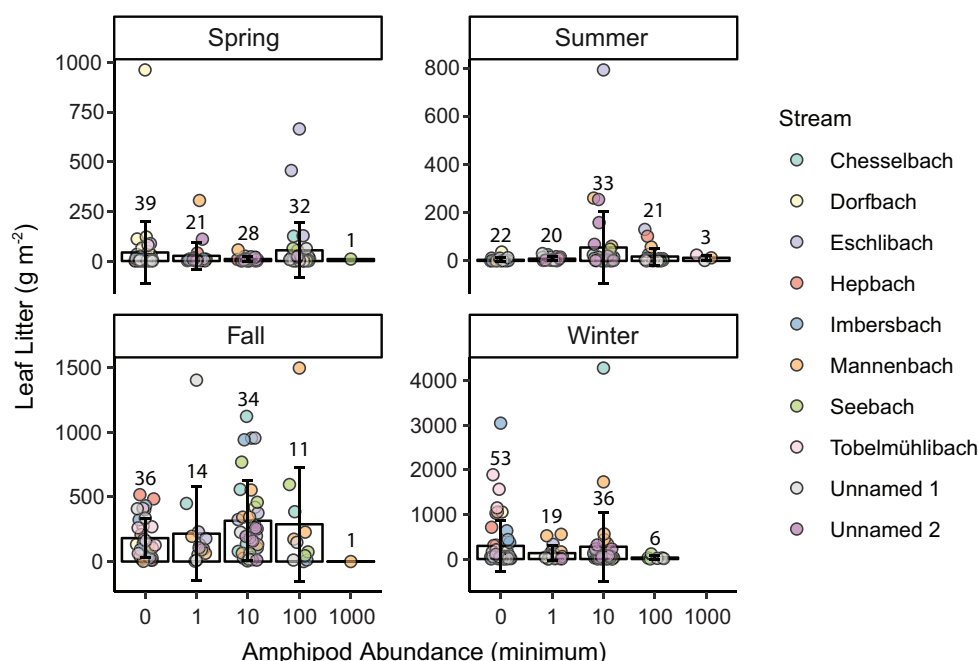 Spring
Summer
1000
750
500
250
0
39
21
28
32
1
800
600
400
200
0
22
20
33
21
3
Fall
Winter
1500
1000
500
0
36
14
34
11
1
4000
3000
2000
1000
0
53
19
36
6
0 1 10 100 1000
0 1 10 100 1000
Leaf Litter (g m-2)
Amphipod Abundance (minimum)
Stream
Chesselbach
Dorfbach
Eschlibach
Hepbach
Imbersbach
Mannenbach
Seebach
Tobelmühlibach
Unnamed 1
Unnamed 2